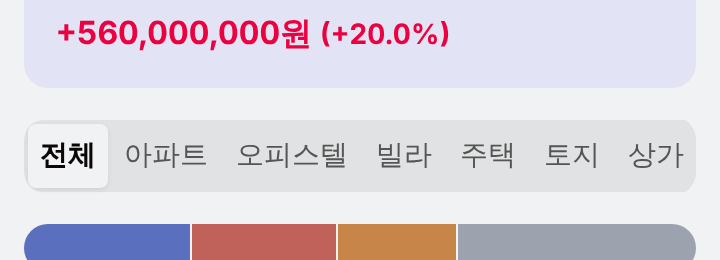 +560,000,000원 (+20.0%)
전체 아파트 오피스텔 빌라 주택 토지 상가